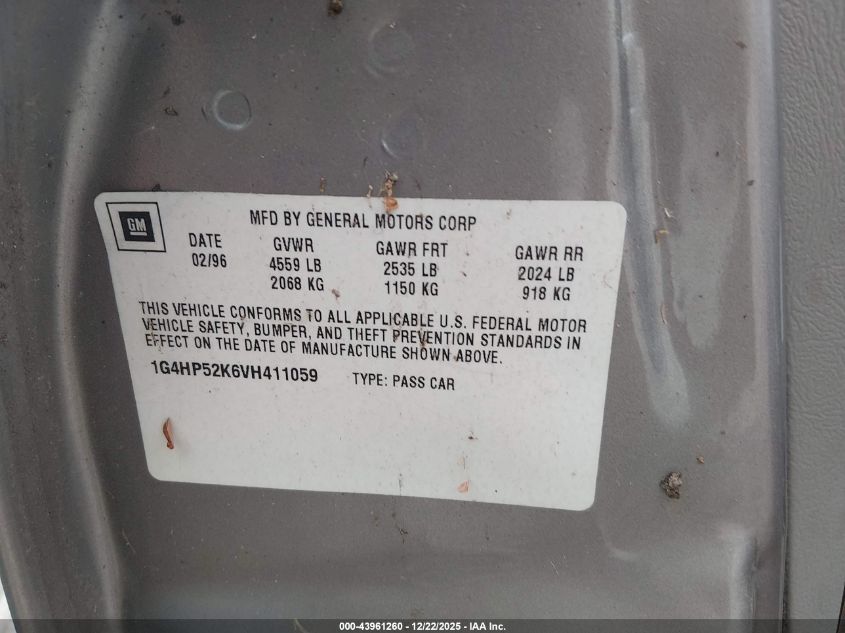 GM
MFD BY GENERAL MOTORS CORP
DATE GVWR GAWR FRT GAWR RR
02/96 4559 LB 2535 LB 2024 LB
2068 KG 1150 KG 918 KG
THIS VEHICLE CONFORMS TO ALL APPLICABLE U.S. FEDERAL MOTOR
VEHICLE SAFETY, BUMPER, AND THEFT PREVENTION STANDARDS IN
EFFECT ON THE DATE OF MANUFACTURE SHOWN ABOVE.
1G4HP52K6VH411059 TYPE: PASS CAR
000-43961260 - 12/22/2025 - IAA Inc.